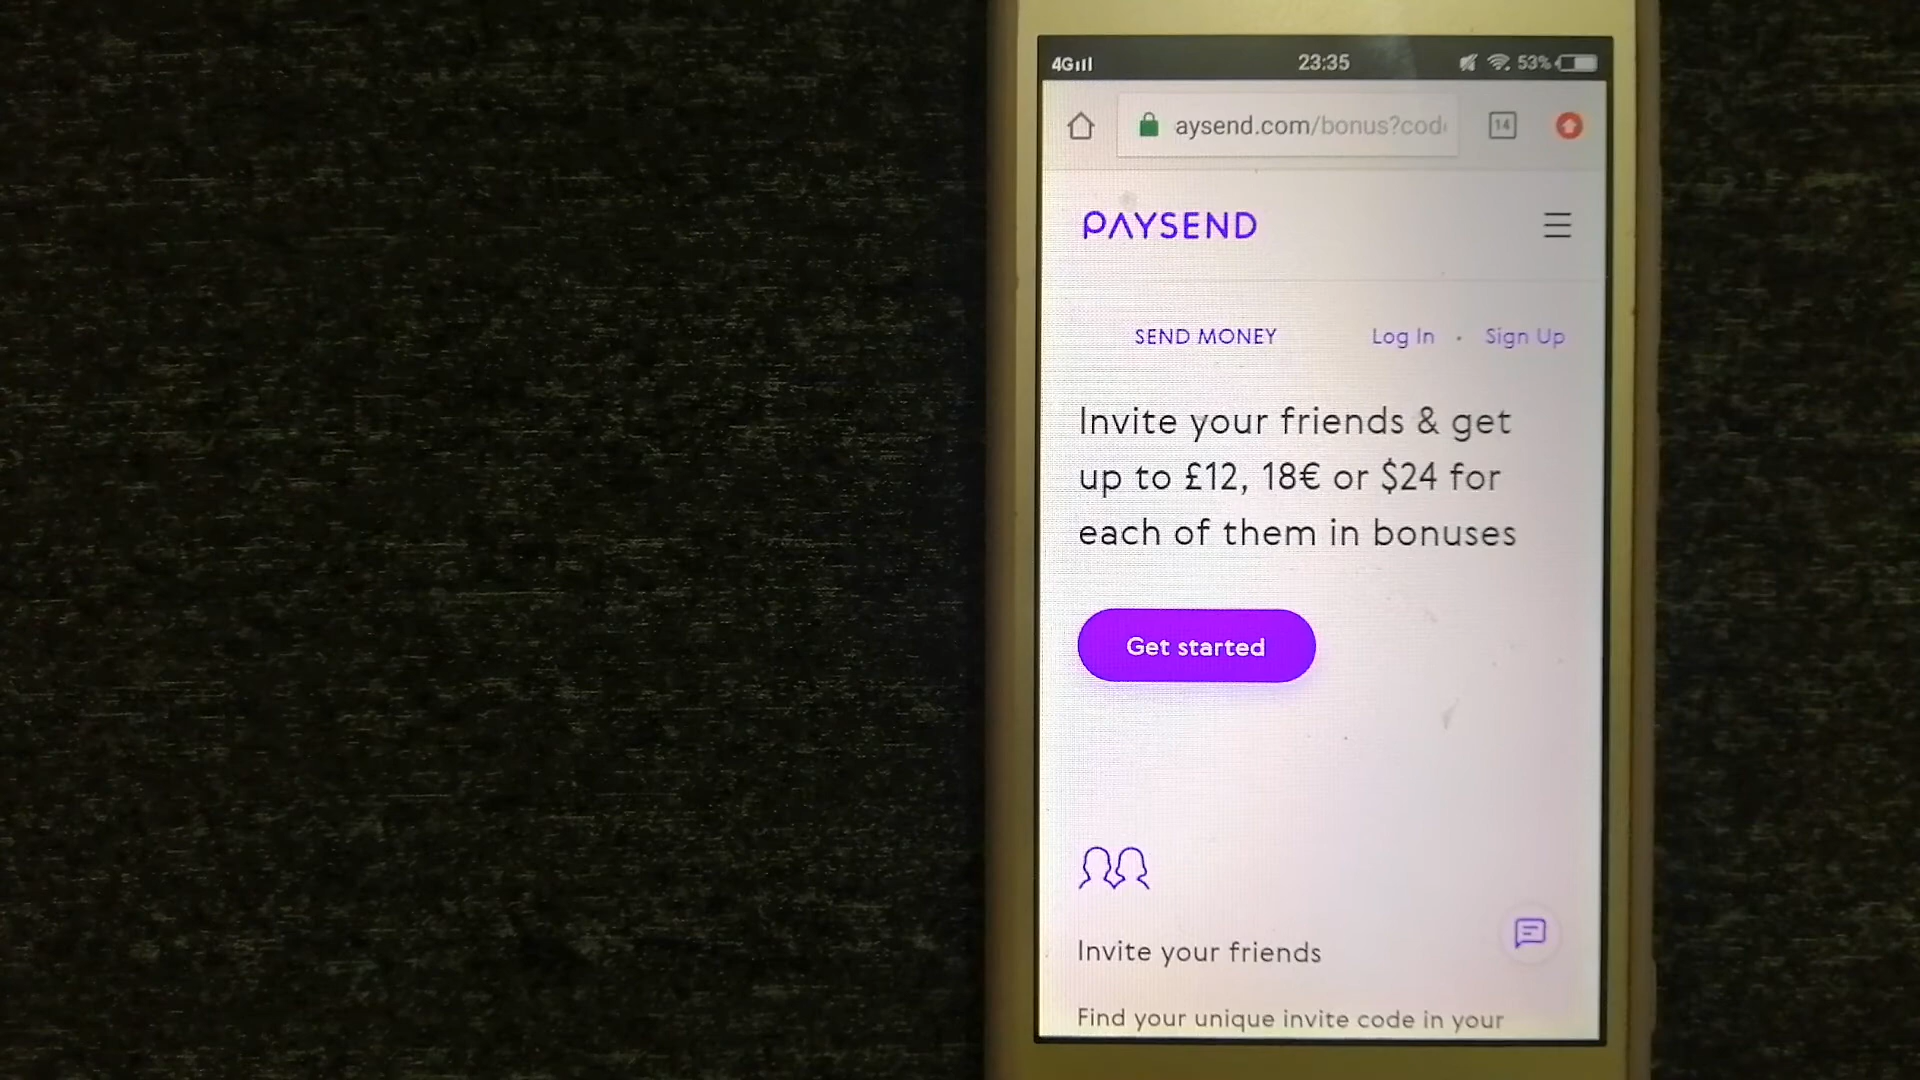 4G 23:35 53%
aysend.com/bonus?cod 14
PAYSEND
SEND MONEY Log In · Sign Up
Invite your friends & get
up to £12, 18€ or $24 for
each of them in bonuses
Get started
Invite your friends
Find your unique invite code in your